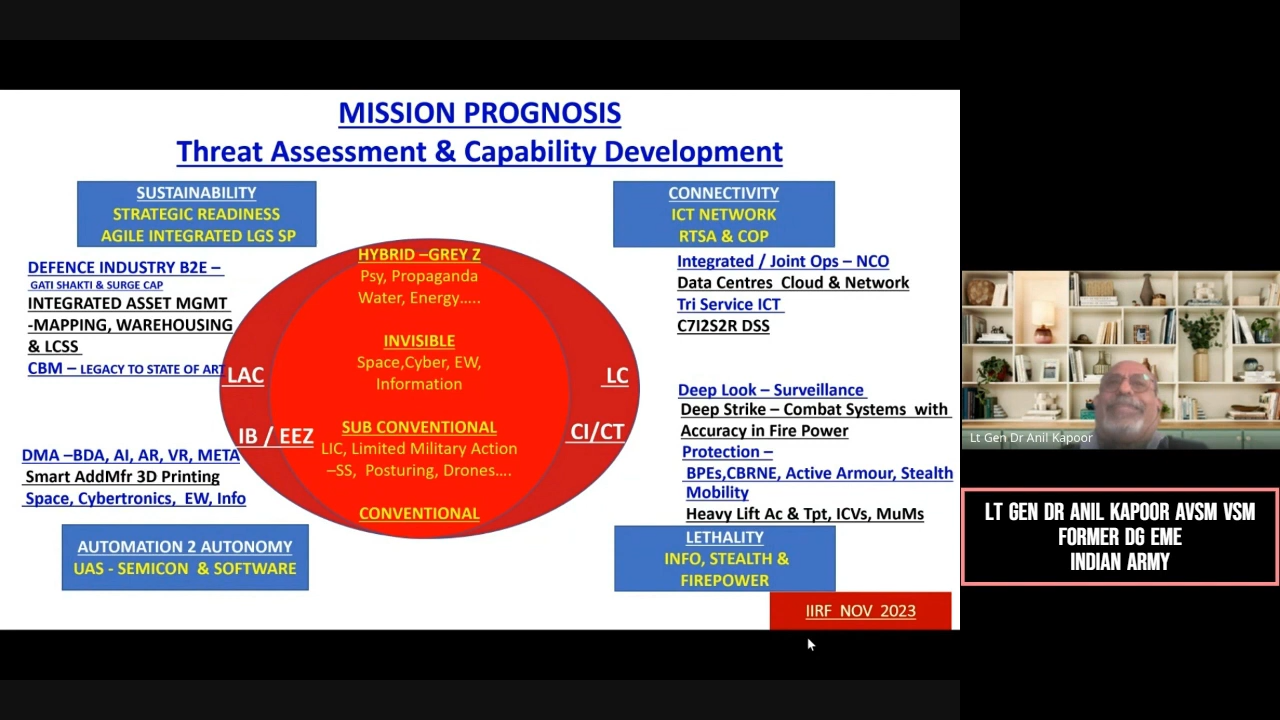 MISSION PROGNOSIS
Threat Assessment & Capability Development
SUSTAINABILITY
STRATEGIC READINESS
AGILE INTEGRATED LGS SP
CONNECTIVITY
ICT NETWORK
RTSA & COP
DEFENCE INDUSTRY B2E –
GATI SHAKTI & SURGE CAP
INTEGRATED ASSET MGMT
-MAPPING, WAREHOUSING
& LCSS
CBM – LEGACY TO STATE OF ART
DMA –BDA, AI, AR, VR, META
Smart AddMfr 3D Printing
Space, Cybertronics, EW, Info
HYBRID –GREY Z
Psy, Propaganda
Water, Energy.....
INVISIBLE
Space,Cyber, EW,
Information
SUB CONVENTIONAL
LIC, Limited Military Action
–SS, Posturing, Drones....
CONVENTIONAL
LAC
IB / EEZ
LC
CI/CT
Integrated / Joint Ops – NCO
Data Centres Cloud & Network
Tri Service ICT
C7I2S2R DSS
Deep Look – Surveillance
Deep Strike – Combat Systems with
Accuracy in Fire Power
Protection –
BPEs,CBRNE, Active Armour, Stealth
Mobility
Heavy Lift Ac & Tpt, ICVs, MuMs
AUTOMATION 2 AUTONOMY
UAS - SEMICON & SOFTWARE
LETHALITY
INFO, STEALTH &
FIREPOWER
IIRF NOV 2023
Lt Gen Dr Anil Kapoor
LT GEN DR ANIL KAPOOR AVSM VSM
FORMER DG EME
INDIAN ARMY